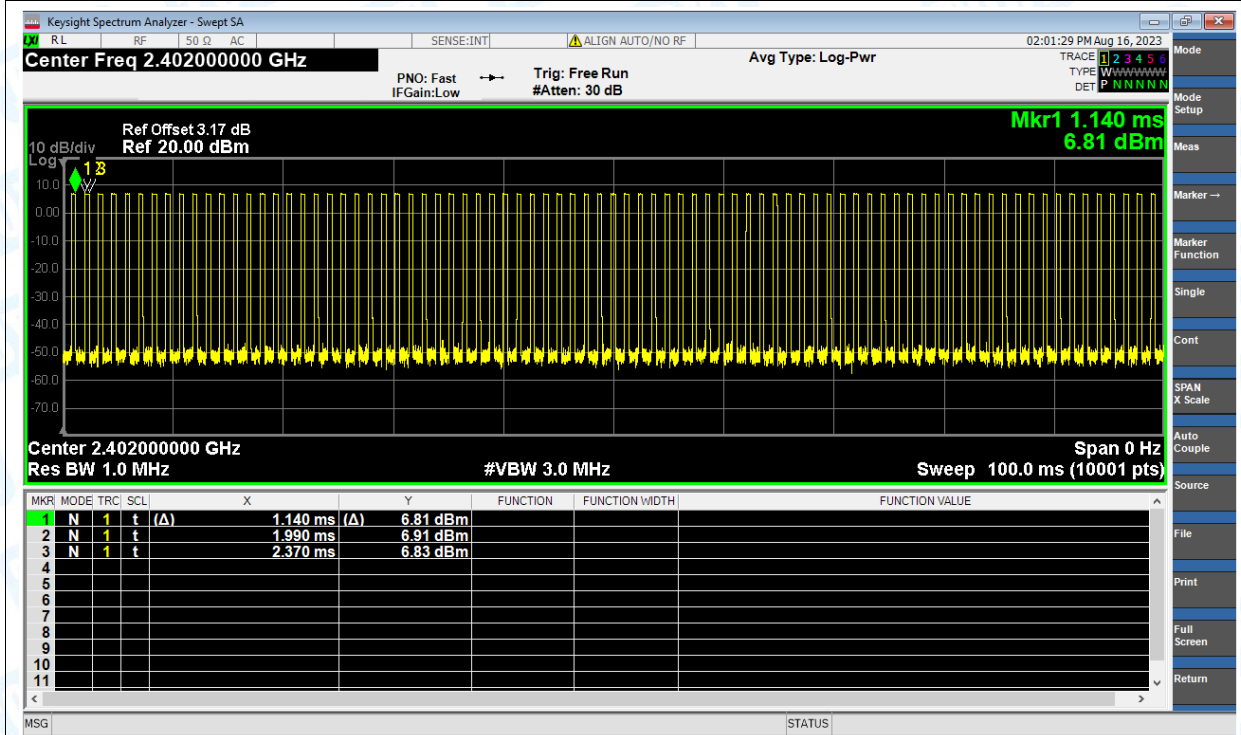 Keysight Spectrum Analyzer - Swept SA
LXI RL RF 50 Ω AC SENSE:INT ALIGN AUTO/NO RF 02:01:29 PM Aug 16, 2023
Center Freq 2.402000000 GHz
Avg Type: Log-Pwr
TRACE 1 2 3 4 5 6
PNO: Fast Trig: Free Run
TYPE WWWWWW
IFGain:Low #Atten: 30 dB
DET P N N N N N
Mkr1 1.140 ms
Ref Offset 3.17 dB
6.81 dBm
10 dB/div Ref 20.00 dBm
Log
1 2 3
10.0
0.00
-10.0
-20.0
-30.0
-40.0
-50.0
-60.0
-70.0
Center 2.402000000 GHz Span 0 Hz
Res BW 1.0 MHz #VBW 3.0 MHz Sweep 100.0 ms (10001 pts)
MKR MODE TRC SCL X Y FUNCTION FUNCTION WIDTH FUNCTION VALUE
1 N 1 t (Δ) 1.140 ms (Δ) 6.81 dBm
2 N 1 t 1.990 ms 6.91 dBm
3 N 1 t 2.370 ms 6.83 dBm
4
5
6
7
8
9
10
11
MSG STATUS
Mode
Mode
Setup
Meas
Marker →
Marker
Function
Single
Cont
SPAN
X Scale
Auto
Couple
Source
File
Print
Full
Screen
Return